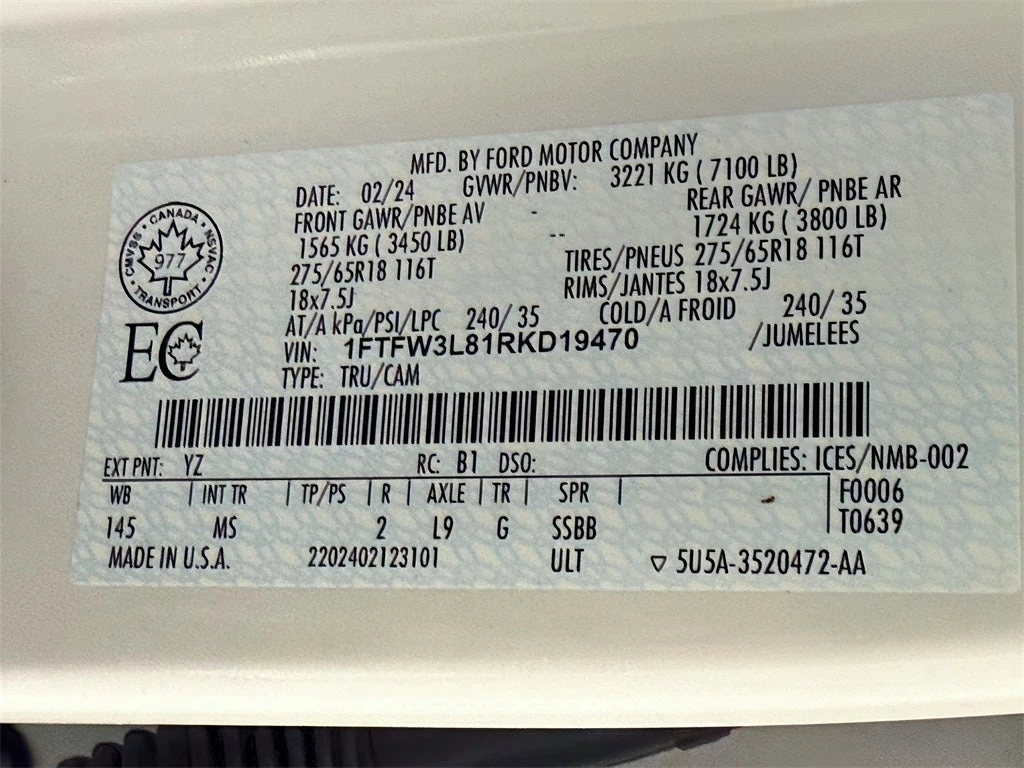 MFD. BY FORD MOTOR COMPANY
DATE: 02/24 GVWR/PNBV: 3221 KG ( 7100 LB)
FRONT GAWR/PNBE AV REAR GAWR/ PNBE AR
1565 KG ( 3450 LB) 1724 KG ( 3800 LB)
275/65R18 116T TIRES/PNEUS 275/65R18 116T
18x7.5J RIMS/JANTES 18x7.5J
AT/A kPa/PSI/LPC 240/ 35 COLD/A FROID 240/ 35
VIN: 1FTFW3L81RKD19470 /JUMELEES
TYPE: TRU/CAM
CMVSS · CANADA · NSVAC · TRANSPORT ·
977
EC
EXT PNT: YZ RC: B1 DSO: COMPLIES: ICES/NMB-002
WB | INT TR | TP/PS | R | AXLE | TR | SPR | | F0006
145 MS 2 L9 G SSBB T0639
MADE IN U.S.A. 2202402123101 ULT ▽ 5U5A-3520472-AA